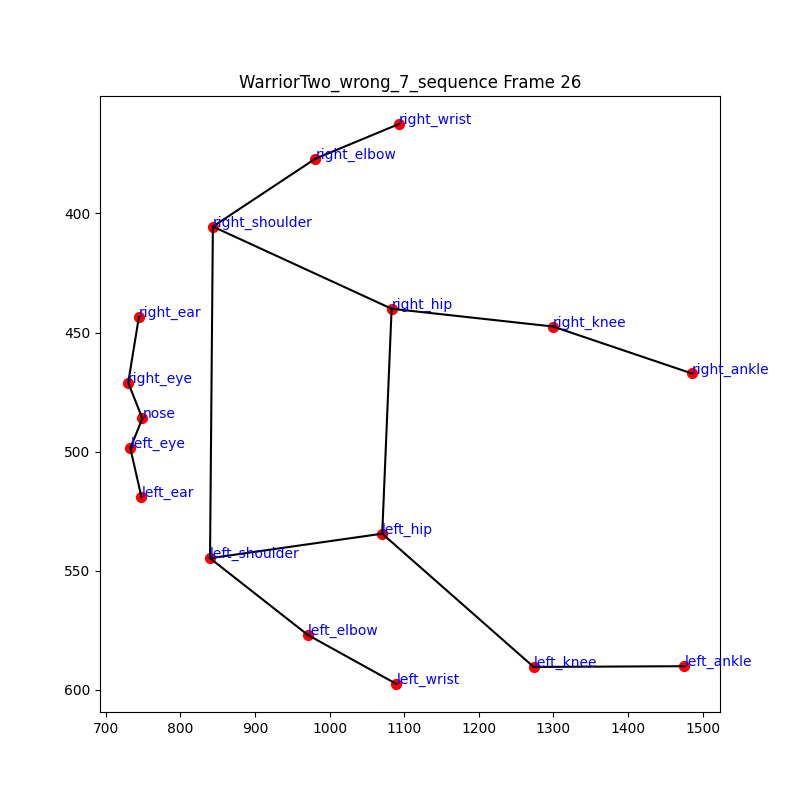 WarriorTwo_wrong_7_sequence Frame 26
right_wrist
right_elbow
right_shoulder
right_hip
right_ear
right_knee
right_ankle
right_eye
nose
left_eye
left_ear
left_hip
left_shoulder
left_elbow
left_knee
left_ankle
left_wrist
400
450
500
550
600
700 800 900 1000 1100 1200 1300 1400 1500